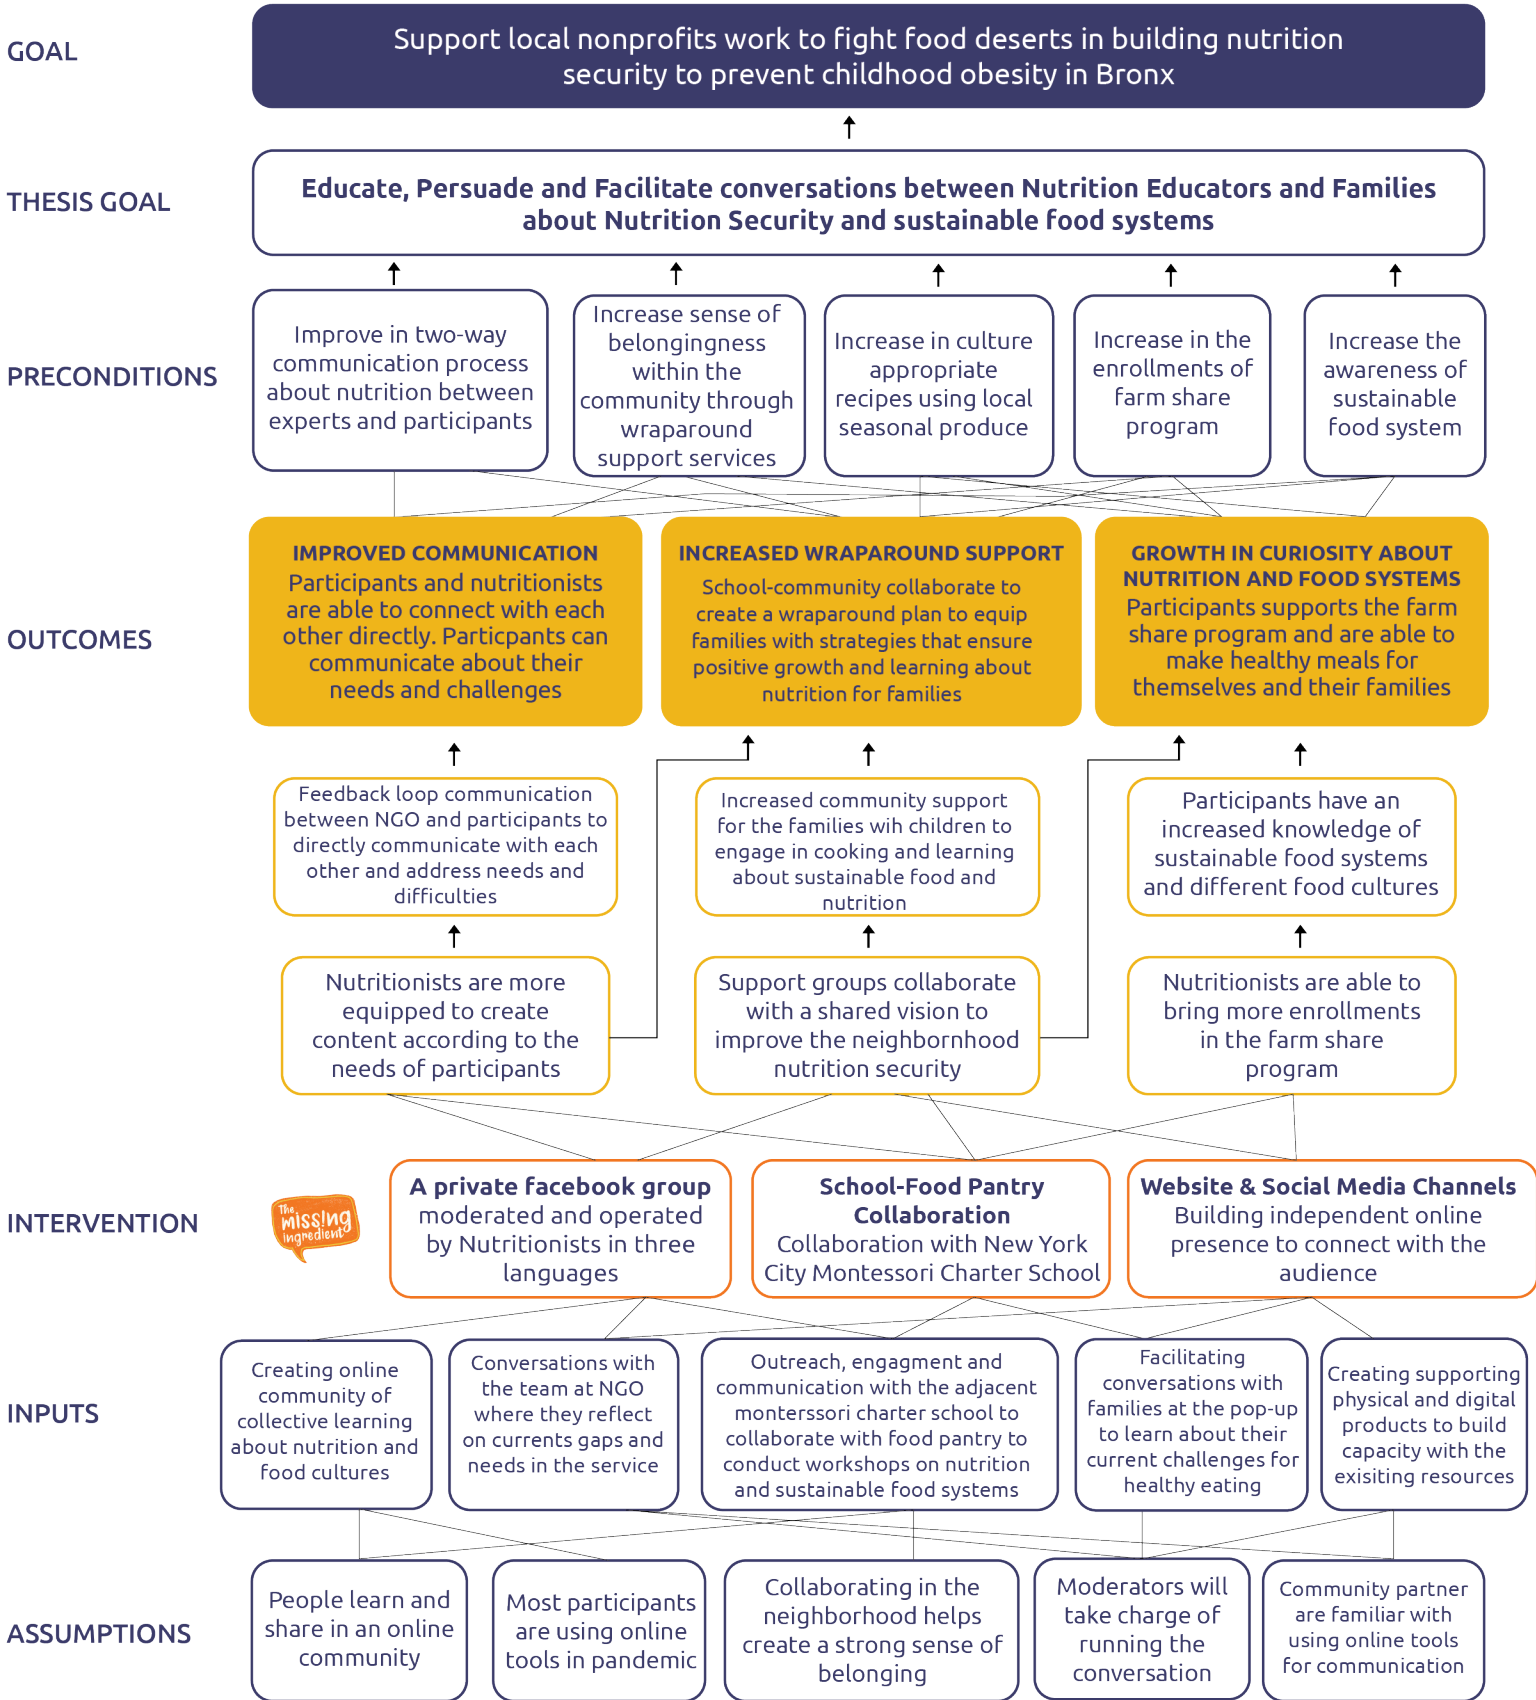 GOAL
Support local nonprofits work to fight food deserts in building nutrition
security to prevent childhood obesity in Bronx
THESIS GOAL
Educate, Persuade and Facilitate conversations between Nutrition Educators and Families
about Nutrition Security and sustainable food systems
PRECONDITIONS
Improve in two-way
communication process
about nutrition between
experts and participants
Increase sense of
belongingness
within the
community through
wraparound
support services
Increase in culture
appropriate
recipes using local
seasonal produce
Increase in the
enrollments of
farm share
program
Increase the
awareness of
sustainable
food system
OUTCOMES
IMPROVED COMMUNICATION
Participants and nutritionists
are able to connect with each
other directly. Particpants can
communicate about their
needs and challenges
INCREASED WRAPAROUND SUPPORT
School-community collaborate to
create a wraparound plan to equip
families with strategies that ensure
positive growth and learning about
nutrition for families
GROWTH IN CURIOSITY ABOUT
NUTRITION AND FOOD SYSTEMS
Participants supports the farm
share program and are able to
make healthy meals for
themselves and their families
Feedback loop communication
between NGO and participants to
directly communicate with each
other and address needs and
difficulties
Increased community support
for the families wih children to
engage in cooking and learning
about sustainable food and
nutrition
Participants have an
increased knowledge of
sustainable food systems
and different food cultures
Nutritionists are more
equipped to create
content according to the
needs of participants
Support groups collaborate
with a shared vision to
improve the neighbornhood
nutrition security
Nutritionists are able to
bring more enrollments
in the farm share
program
INTERVENTION
The
missing
ingredient
A private facebook group
moderated and operated
by Nutritionists in three
languages
School-Food Pantry
Collaboration
Collaboration with New York
City Montessori Charter School
Website & Social Media Channels
Building independent online
presence to connect with the
audience
INPUTS
Creating online
community of
collective learning
about nutrition and
food cultures
Conversations with
the team at NGO
where they reflect
on currents gaps and
needs in the service
Outreach, engagment and
communication with the adjacent
monterssori charter school to
collaborate with food pantry to
conduct workshops on nutrition
and sustainable food systems
Facilitating
conversations with
families at the pop-up
to learn about their
current challenges for
healthy eating
Creating supporting
physical and digital
products to build
capacity with the
exisiting resources
ASSUMPTIONS
People learn and
share in an online
community
Most participants
are using online
tools in pandemic
Collaborating in the
neighborhood helps
create a strong sense of
belonging
Moderators will
take charge of
running the
conversation
Community partner
are familiar with
using online tools
for communication